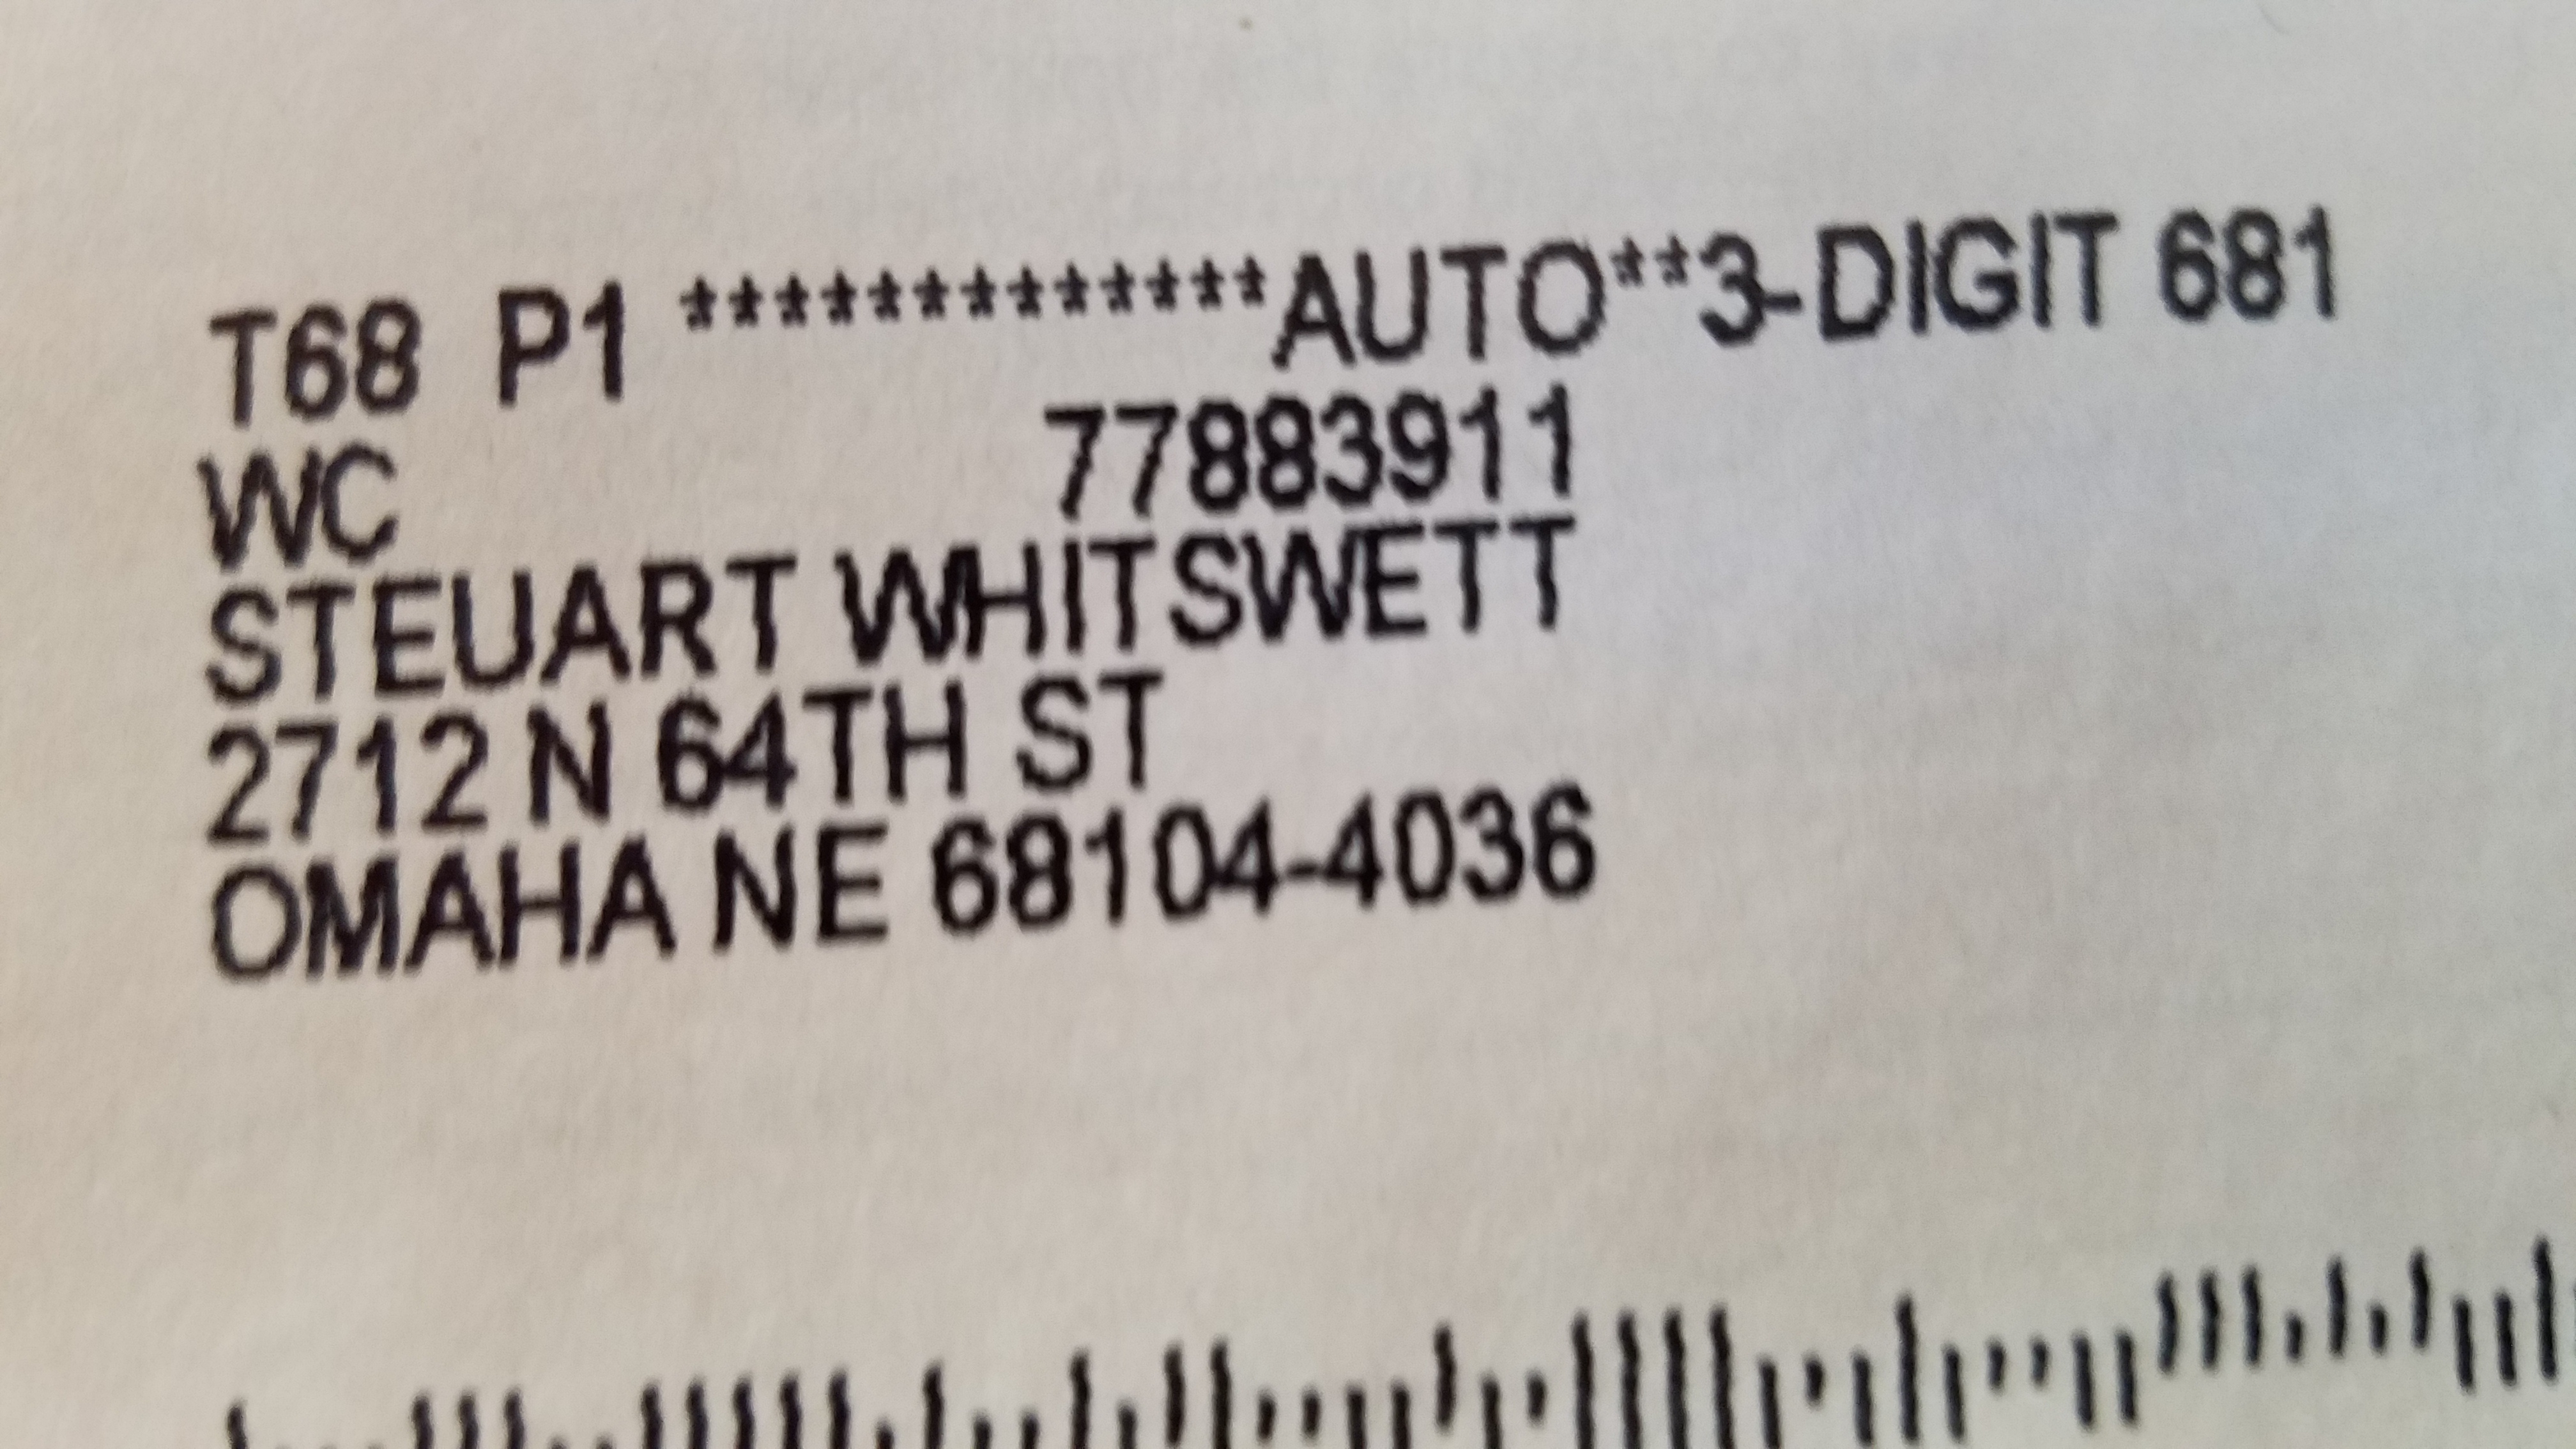 T68 P1 *************AUTO**3-DIGIT 681
WC 77883911
STEUART WHITSWETT
2712 N 64TH ST
OMAHA NE 68104-4036